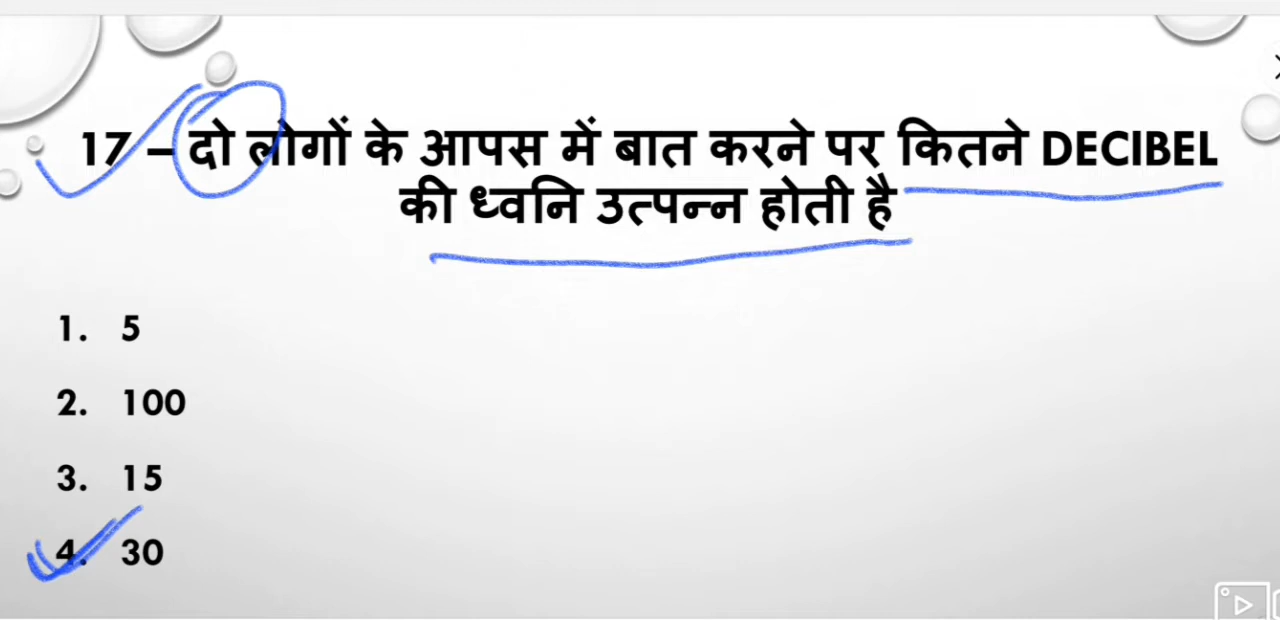 17 – दो लोगों के आपस में बात करने पर कितने DECIBEL
की ध्वनि उत्पन्न होती है
1. 5
2. 100
3. 15
4. 30